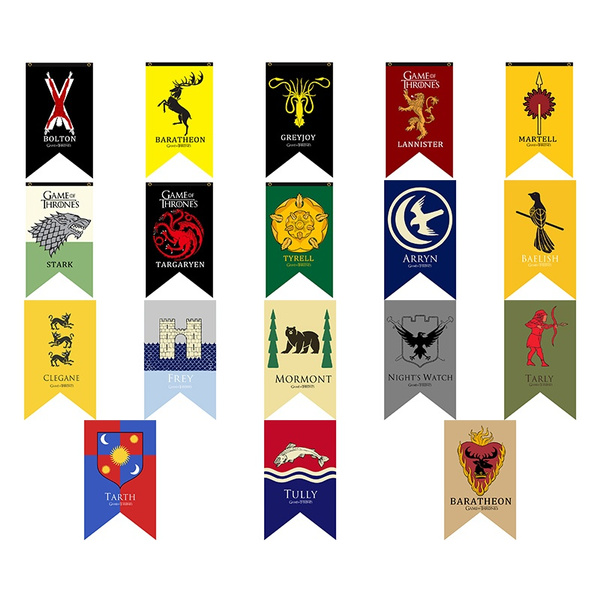 BOLTON
GAME OF THRONES
BARATHEON
GAME OF THRONES
GREYJOY
GAME OF THRONES
GAME OF
THRONES
LANNISTER
MARTELL
GAME OF THRONES
GAME OF
THRONES
STARK
GAME OF
THRONES
TARGARYEN
TYRELL
GAME OF THRONES
ARRYN
GAME OF THRONES
BAELISH
GAME OF THRONES
CLEGANE
GAME OF THRONES
FREY
GAME OF THRONES
MORMONT
GAME OF THRONES
NIGHT'S WATCH
GAME OF THRONES
TARLY
GAME OF THRONES
TARTH
GAME OF THRONES
TULLY
GAME OF THRONES
BARATHEON
GAME OF THRONES